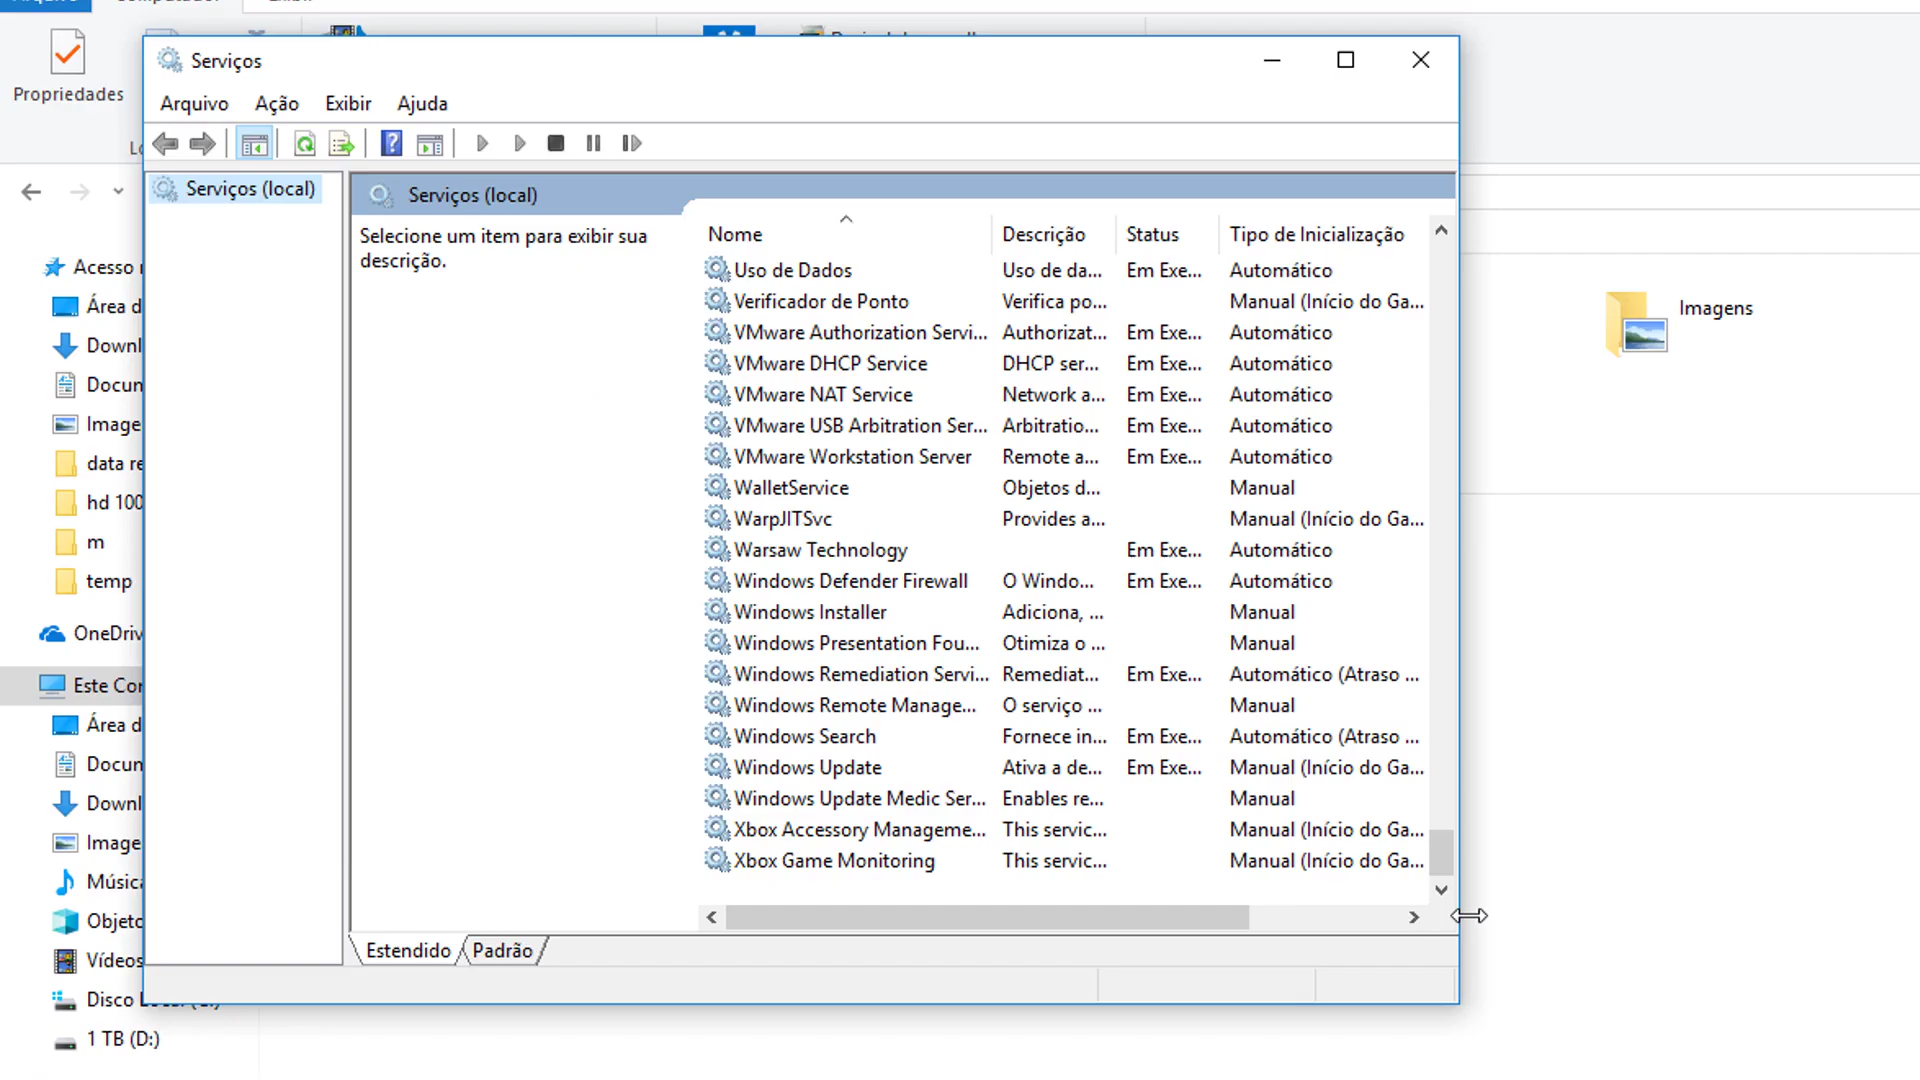 Propriedades
Serviços
Arquivo Ação Exibir Ajuda
Serviços (local)
Serviços (local)
Selecione um item para exibir sua
descrição.
Nome Descrição Status Tipo de Inicialização
Uso de Dados Uso de da... Em Exe... Automático
Verificador de Ponto Verifica po... Manual (Início do Ga...
VMware Authorization Servi... Authorizat... Em Exe... Automático
VMware DHCP Service DHCP ser... Em Exe... Automático
VMware NAT Service Network a... Em Exe... Automático
VMware USB Arbitration Ser... Arbitratio... Em Exe... Automático
VMware Workstation Server Remote a... Em Exe... Automático
WalletService Objetos d... Manual
WarpJITSvc Provides a... Manual (Início do Ga...
Warsaw Technology Em Exe... Automático
Windows Defender Firewall O Windo... Em Exe... Automático
Windows Installer Adiciona, ... Manual
Windows Presentation Fou... Otimiza o ... Manual
Windows Remediation Servi... Remediat... Em Exe... Automático (Atraso ...
Windows Remote Manage... O serviço ... Manual
Windows Search Fornece in... Em Exe... Automático (Atraso ...
Windows Update Ativa a de... Em Exe... Manual (Início do Ga...
Windows Update Medic Ser... Enables re... Manual
Xbox Accessory Manageme... This servic... Manual (Início do Ga...
Xbox Game Monitoring This servic... Manual (Início do Ga...
Estendido Padrão
Acesso
Área d
Downl
Docum
Image
data re
hd 100
m
temp
OneDriv
Este Cor
Área d
Docum
Downl
Image
Música
Objeto
Vídeos
Disco
1 TB (D:)
Imagens